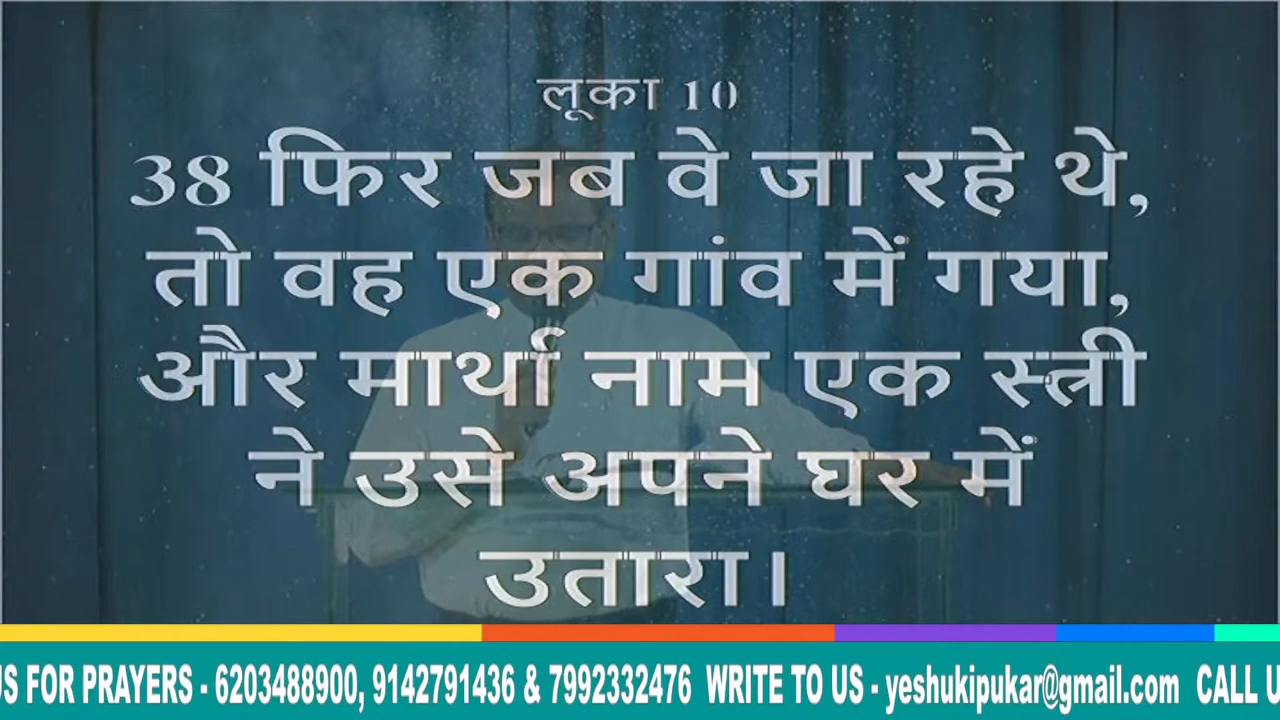 लूका 10
38 फिर जब वे जा रहे थे,
तो वह एक गांव में गया,
और मार्था नाम एक स्त्री
ने उसे अपने घर में
उतारा।
US FOR PRAYERS - 6203488900, 9142791436 & 7992332476 WRITE TO US - yeshukipukar@gmail.com CALL U